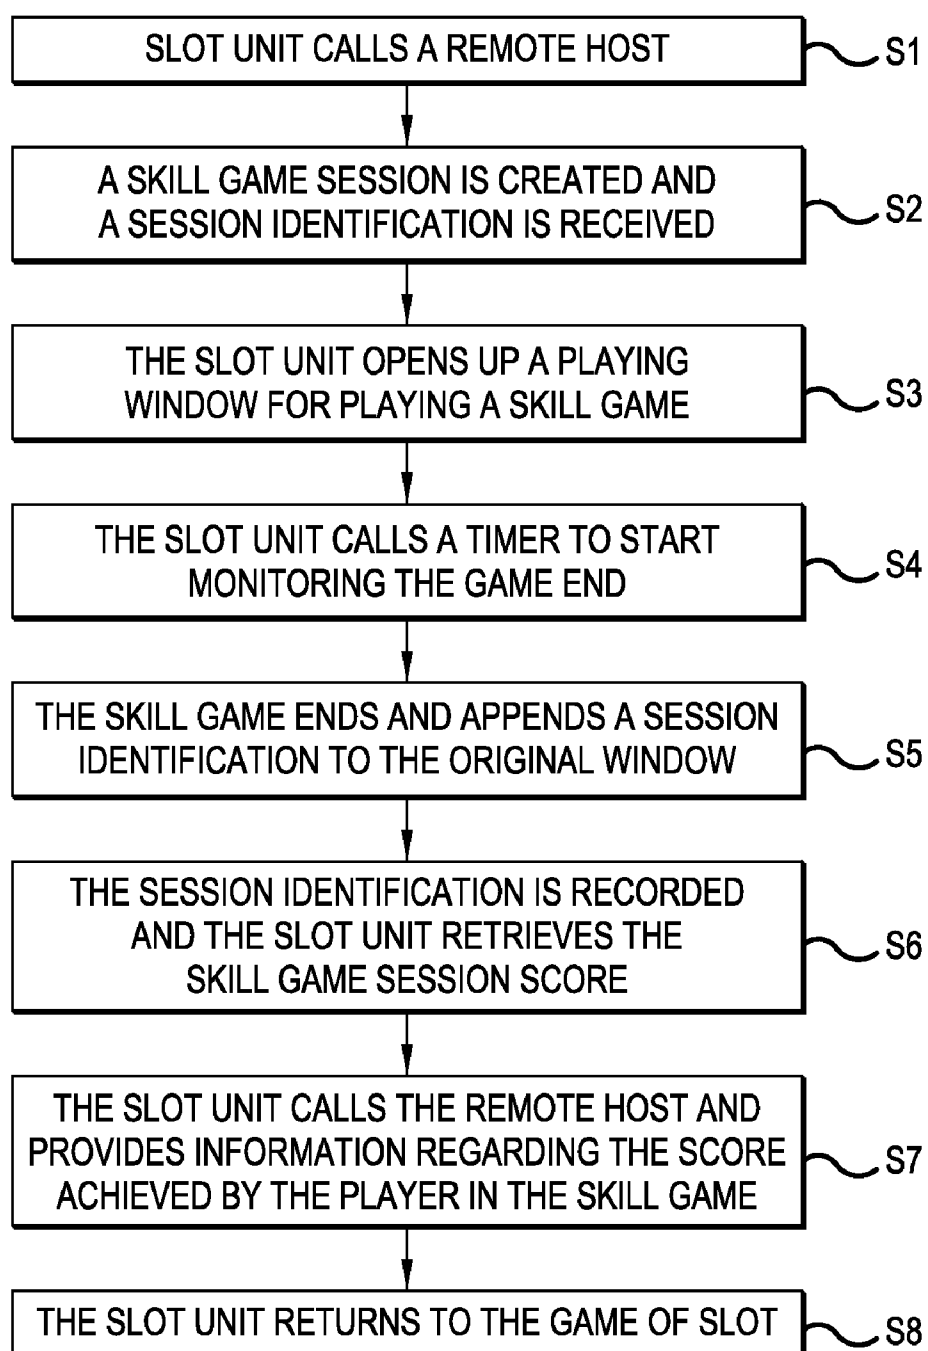 SLOT UNIT CALLS A REMOTE HOST
S1
A SKILL GAME SESSION IS CREATED AND
A SESSION IDENTIFICATION IS RECEIVED
S2
THE SLOT UNIT OPENS UP A PLAYING
WINDOW FOR PLAYING A SKILL GAME
S3
THE SLOT UNIT CALLS A TIMER TO START
MONITORING THE GAME END
S4
THE SKILL GAME ENDS AND APPENDS A SESSION
IDENTIFICATION TO THE ORIGINAL WINDOW
S5
THE SESSION IDENTIFICATION IS RECORDED
AND THE SLOT UNIT RETRIEVES THE
SKILL GAME SESSION SCORE
S6
THE SLOT UNIT CALLS THE REMOTE HOST AND
PROVIDES INFORMATION REGARDING THE SCORE
ACHIEVED BY THE PLAYER IN THE SKILL GAME
S7
THE SLOT UNIT RETURNS TO THE GAME OF SLOT
S8